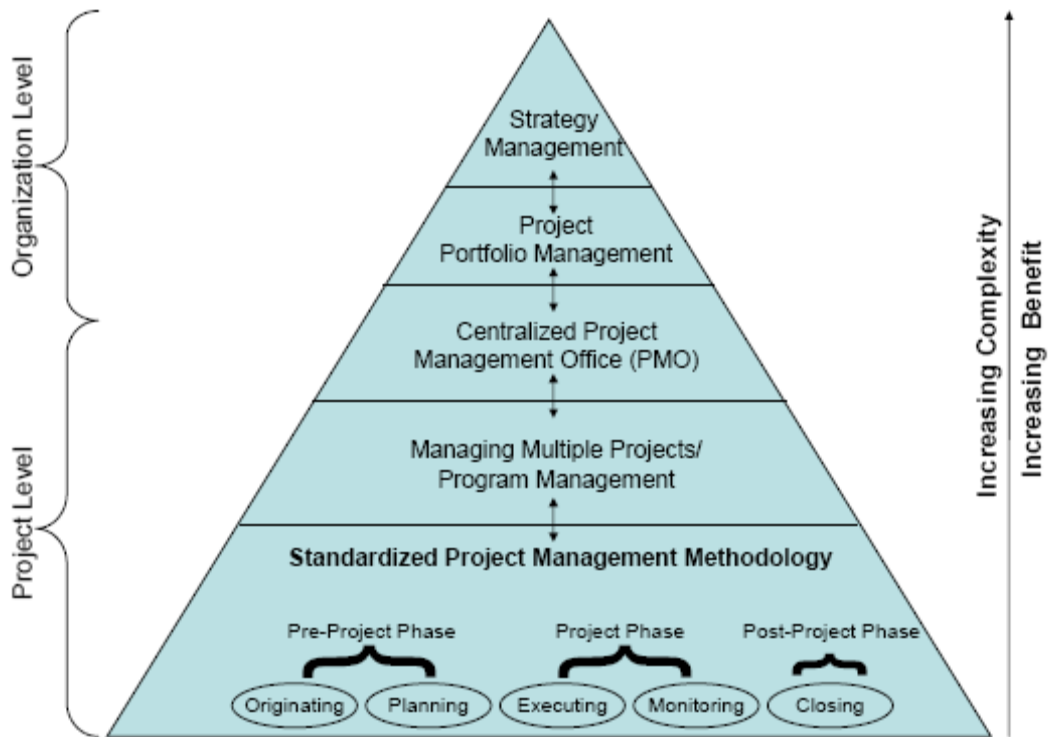 Organization Level
Project Level
Strategy
Management
Project
Portfolio Management
Centralized Project
Management Office (PMO)
Managing Multiple Projects/
Program Management
Standardized Project Management Methodology
Pre-Project Phase
Project Phase
Post-Project Phase
Originating
Planning
Executing
Monitoring
Closing
Increasing Complexity
Increasing Benefit